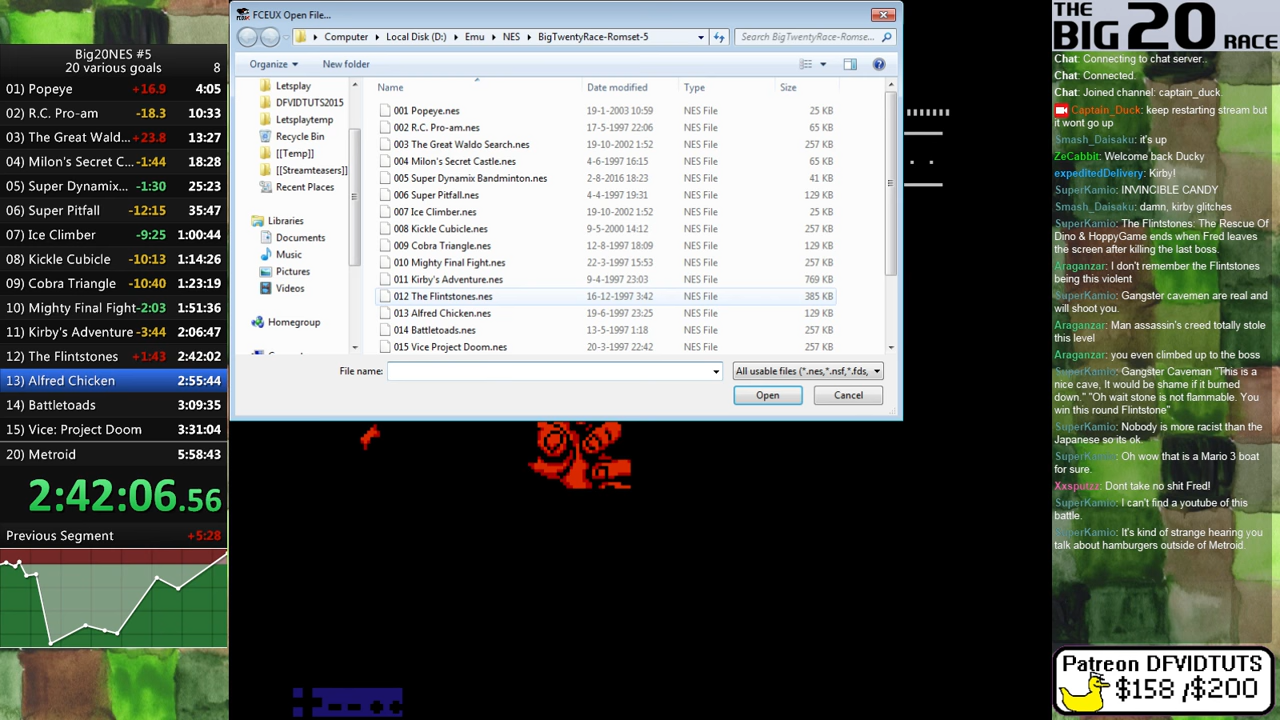 Big20NES #5
20 various goals 8
01) Popeye +16.9 4:05
02) R.C. Pro-am -18.3 10:33
03) The Great Waldo... +23.8 13:27
04) Milon's Secret C... -1:44 18:28
05) Super Dynamix... -1:30 25:23
06) Super Pitfall -12:15 35:47
07) Ice Climber -9:25 1:00:44
08) Kickle Cubicle -10:13 1:14:26
09) Cobra Triangle -10:40 1:23:19
10) Mighty Final Fight -2:03 1:51:36
11) Kirby's Adventure -3:44 2:06:47
12) The Flintstones +1:43 2:42:02
13) Alfred Chicken 2:55:44
14) Battletoads 3:09:35
15) Vice: Project Doom 3:31:04
20) Metroid 5:58:43
2:42:06.56
Previous Segment +5:28
FCEUX Open File...
Computer Local Disk (D:) Emu NES BigTwentyRace-Romset-5 Search BigTwentyRace-Romse...
Organize New folder
Letsplay
DFVIDTUTS2015
Letsplaytemp
Recycle Bin
[[Temp]]
[[Streamteasers]]
Recent Places
Libraries
Documents
Music
Pictures
Videos
Homegroup
Name Date modified Type Size
001 Popeye.nes 19-1-2003 10:59 NES File 25 KB
002 R.C. Pro-am.nes 17-5-1997 22:06 NES File 65 KB
003 The Great Waldo Search.nes 19-10-2002 1:52 NES File 129 KB
004 Milon's Secret Castle.nes 4-6-1997 16:15 NES File 65 KB
005 Super Dynamix Bandminton.nes 2-8-2016 18:23 NES File 41 KB
006 Super Pitfall.nes 4-4-1997 19:31 NES File 129 KB
007 Ice Climber.nes 19-10-2002 1:52 NES File 25 KB
008 Kickle Cubicle.nes 9-5-2000 14:12 NES File 257 KB
009 Cobra Triangle.nes 12-8-1997 18:09 NES File 129 KB
010 Mighty Final Fight.nes 22-3-1997 15:53 NES File 257 KB
011 Kirby's Adventure.nes 9-4-1997 23:03 NES File 769 KB
012 The Flintstones.nes 16-12-1997 3:42 NES File 385 KB
013 Alfred Chicken.nes 19-6-1997 23:25 NES File 129 KB
014 Battletoads.nes 13-5-1997 1:18 NES File 257 KB
015 Vice Project Doom.nes 20-3-1997 22:42 NES File 257 KB
File name: All usable files (*.nes,*.nsf,*.fds,
Open Cancel
THE
BIG 20 RACE
Chat: Connecting to chat server..
Chat: Connected.
Chat: Joined channel: captain_duck
Captain_Duck: keep restarting stream but
it wont go up
Smash_Daisaku: it's up
ZeCabbit: Welcome back Ducky
expeditedDelivery: Kirby!
SuperKamio: INVINCIBLE CANDY
Smash_Daisaku: damn, kirby glitches
SuperKamio: The Flintstones: The Rescue Of
Dino & HoppyGame ends when Fred leaves
the screen after killing the last boss.
Araganzar: I don't remember the Flintstones
being this violent
SuperKamio: Gangster cavemen are real and
will shoot you.
Araganzar: Man assassin's creed totally stole
this level
Araganzar: you even climbed up to the boss
SuperKamio: Gangster Caveman "This is a
nice cave, It would be shame if it burned
down." "Oh wait stone is not flammable. You
win this round Flintstone"
SuperKamio: Nobody is more racist than the
Japanese so its ok.
SuperKamio: Oh wow that is a Mario 3 boat
for sure.
Xxsputzz: Dont take no shit Fred!
SuperKamio: I can't find a youtube of this
battle.
SuperKamio: It's kind of strange hearing you
talk about hamburgers outside of Metroid.
Patreon DFVIDTUTS
$158 /$200